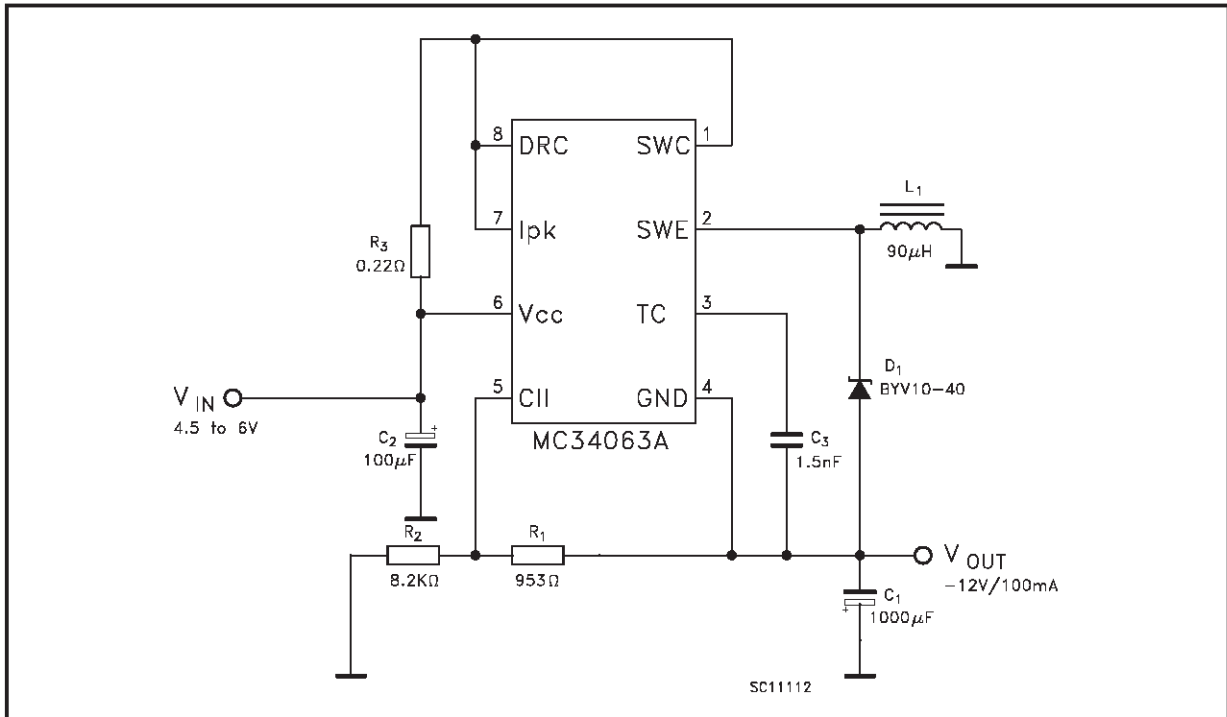 8 DRC SWC 1
7 Ipk SWE 2
6 Vcc TC 3
5 CII GND 4
MC34063A
R3
0.22Ω
L1
90μH
D1
BYV10-40
VIN
4.5 to 6V
C2
+
100μF
C3
1.5nF
R2
8.2KΩ
R1
953Ω
VOUT
-12V/100mA
C1
+
1000μF
SC11112